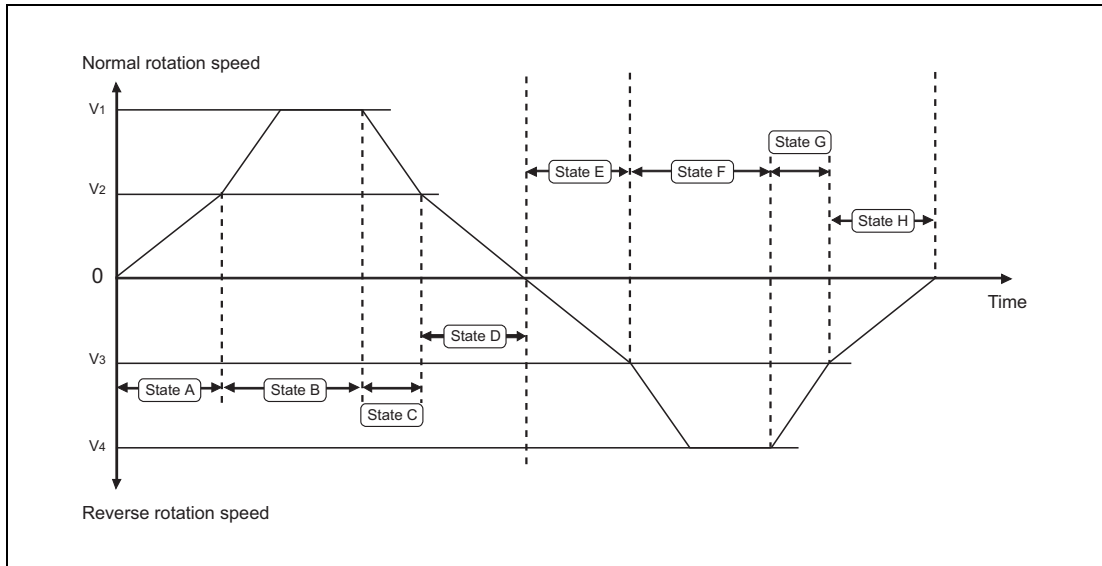 Normal rotation speed
V1
State G
State E
State F
V2
State H
0
Time
State D
V3
State A
State B
State C
V4
Reverse rotation speed